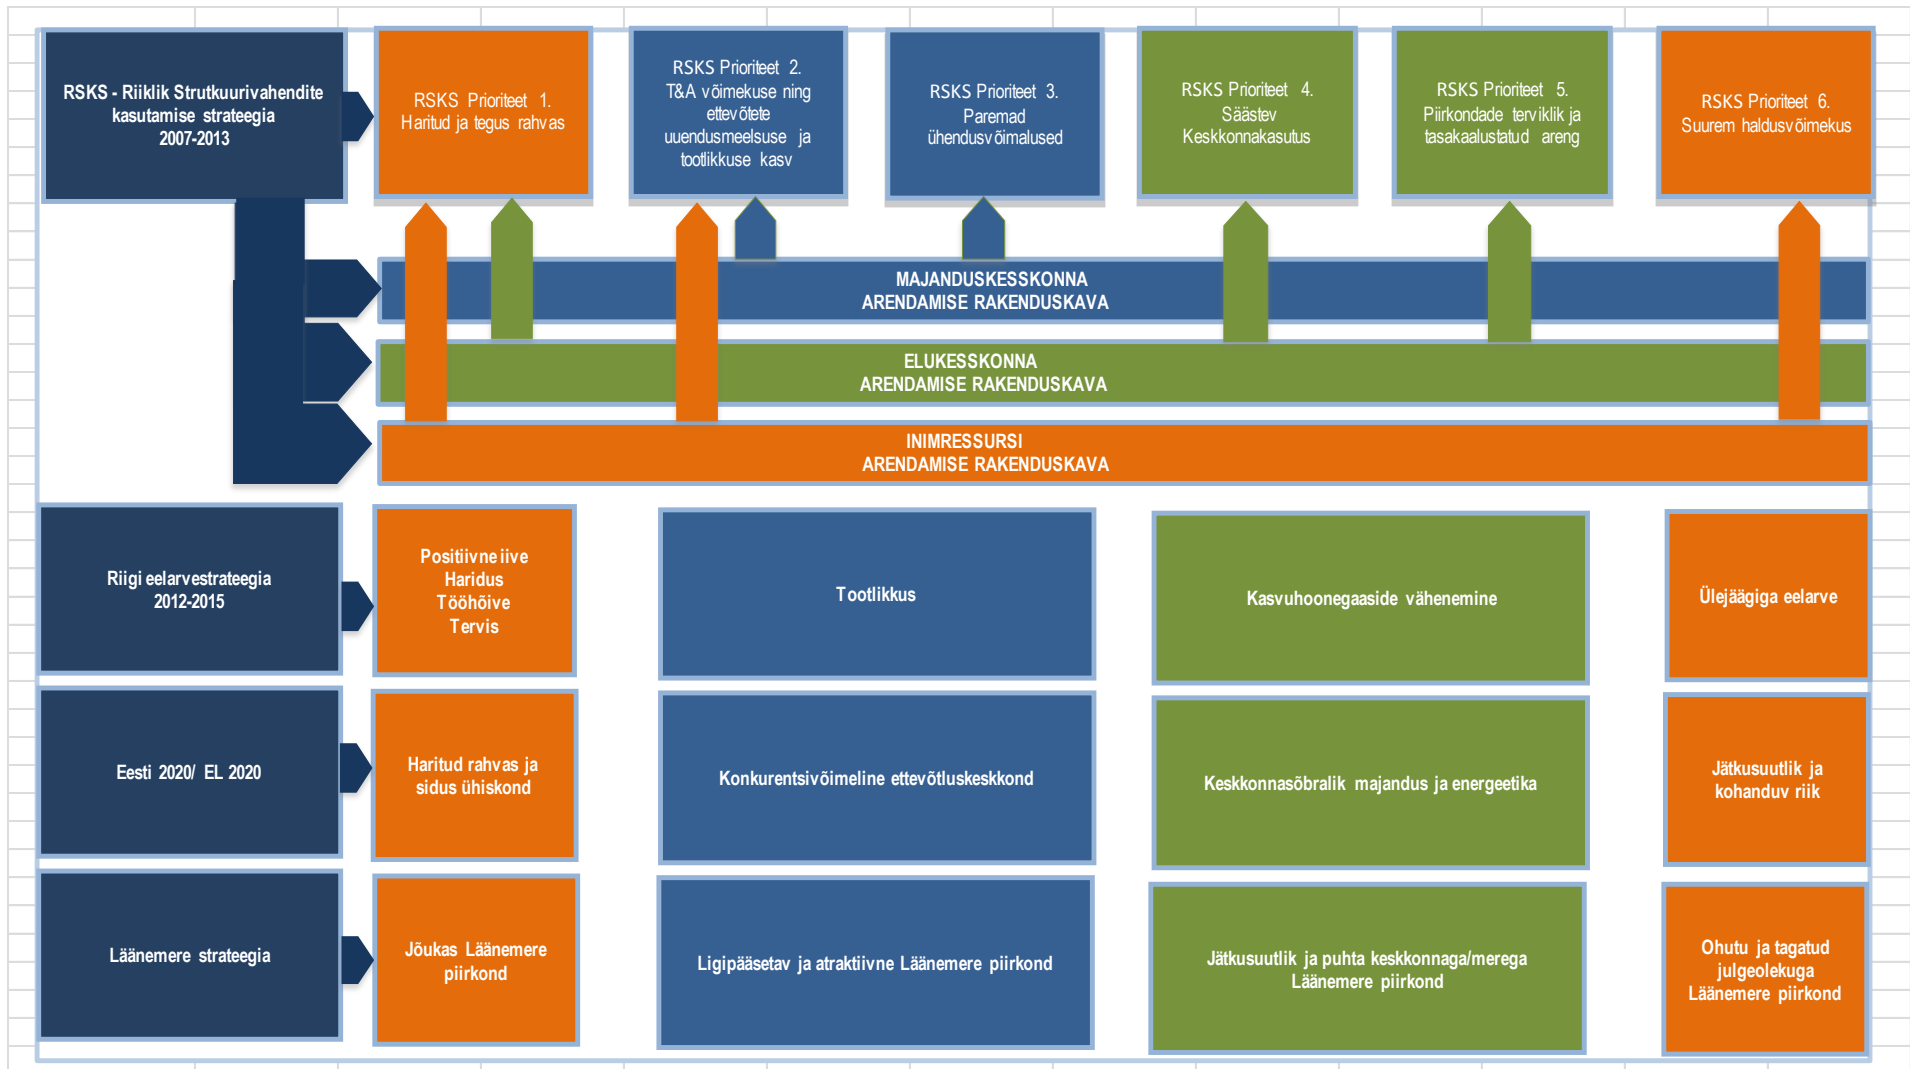 RSKS - Riiklik Strutkuurivahendite
kasutamise strateegia
2007-2013
RSKS Prioriteet 1.
Haritud ja tegus rahvas
RSKS Prioriteet 2.
T&A võimekuse ning
ettevõtete
uuendusmeelsuse ja
tootlikkuse kasv
RSKS Prioriteet 3.
Paremad
ühendusvõimalused
RSKS Prioriteet 4.
Säästev
Keskkonnakasutus
RSKS Prioriteet 5.
Piirkondade terviklik ja
tasakaalustatud areng
RSKS Prioriteet 6.
Suurem haldusvõimekus
MAJANDUSKESSKONNA
ARENDAMISE RAKENDUSKAVA
ELUKESSKONNA
ARENDAMISE RAKENDUSKAVA
INIMRESSURSI
ARENDAMISE RAKENDUSKAVA
Riigi eelarvestrateegia
2012-2015
Positiivne iive
Haridus
Tööhõive
Tervis
Tootlikkus
Kasvuhoonegaaside vähenemine
Ülejäägiga eelarve
Eesti 2020/ EL 2020
Haritud rahvas ja
sidus ühiskond
Konkurentsivõimeline ettevõtluskeskkond
Keskkonnasõbralik majandus ja energeetika
Jätkusuutlik ja
kohanduv riik
Läänemere strateegia
Jõukas Läänemere
piirkond
Ligipääsetav ja atraktiivne Läänemere piirkond
Jätkusuutlik ja puhta keskkonnaga/merega
Läänemere piirkond
Ohutu ja tagatud
julgeolekuga
Läänemere piirkond